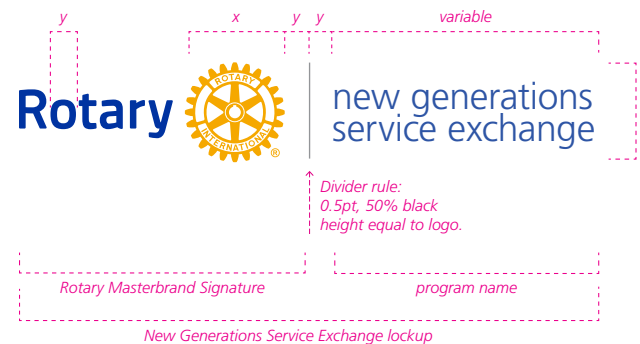 y x y y variable
Rotary
ROTARY
INTERNATIONAL
®
new generations
service exchange
Divider rule:
0.5pt, 50% black
height equal to logo.
Rotary Masterbrand Signature
program name
New Generations Service Exchange lockup